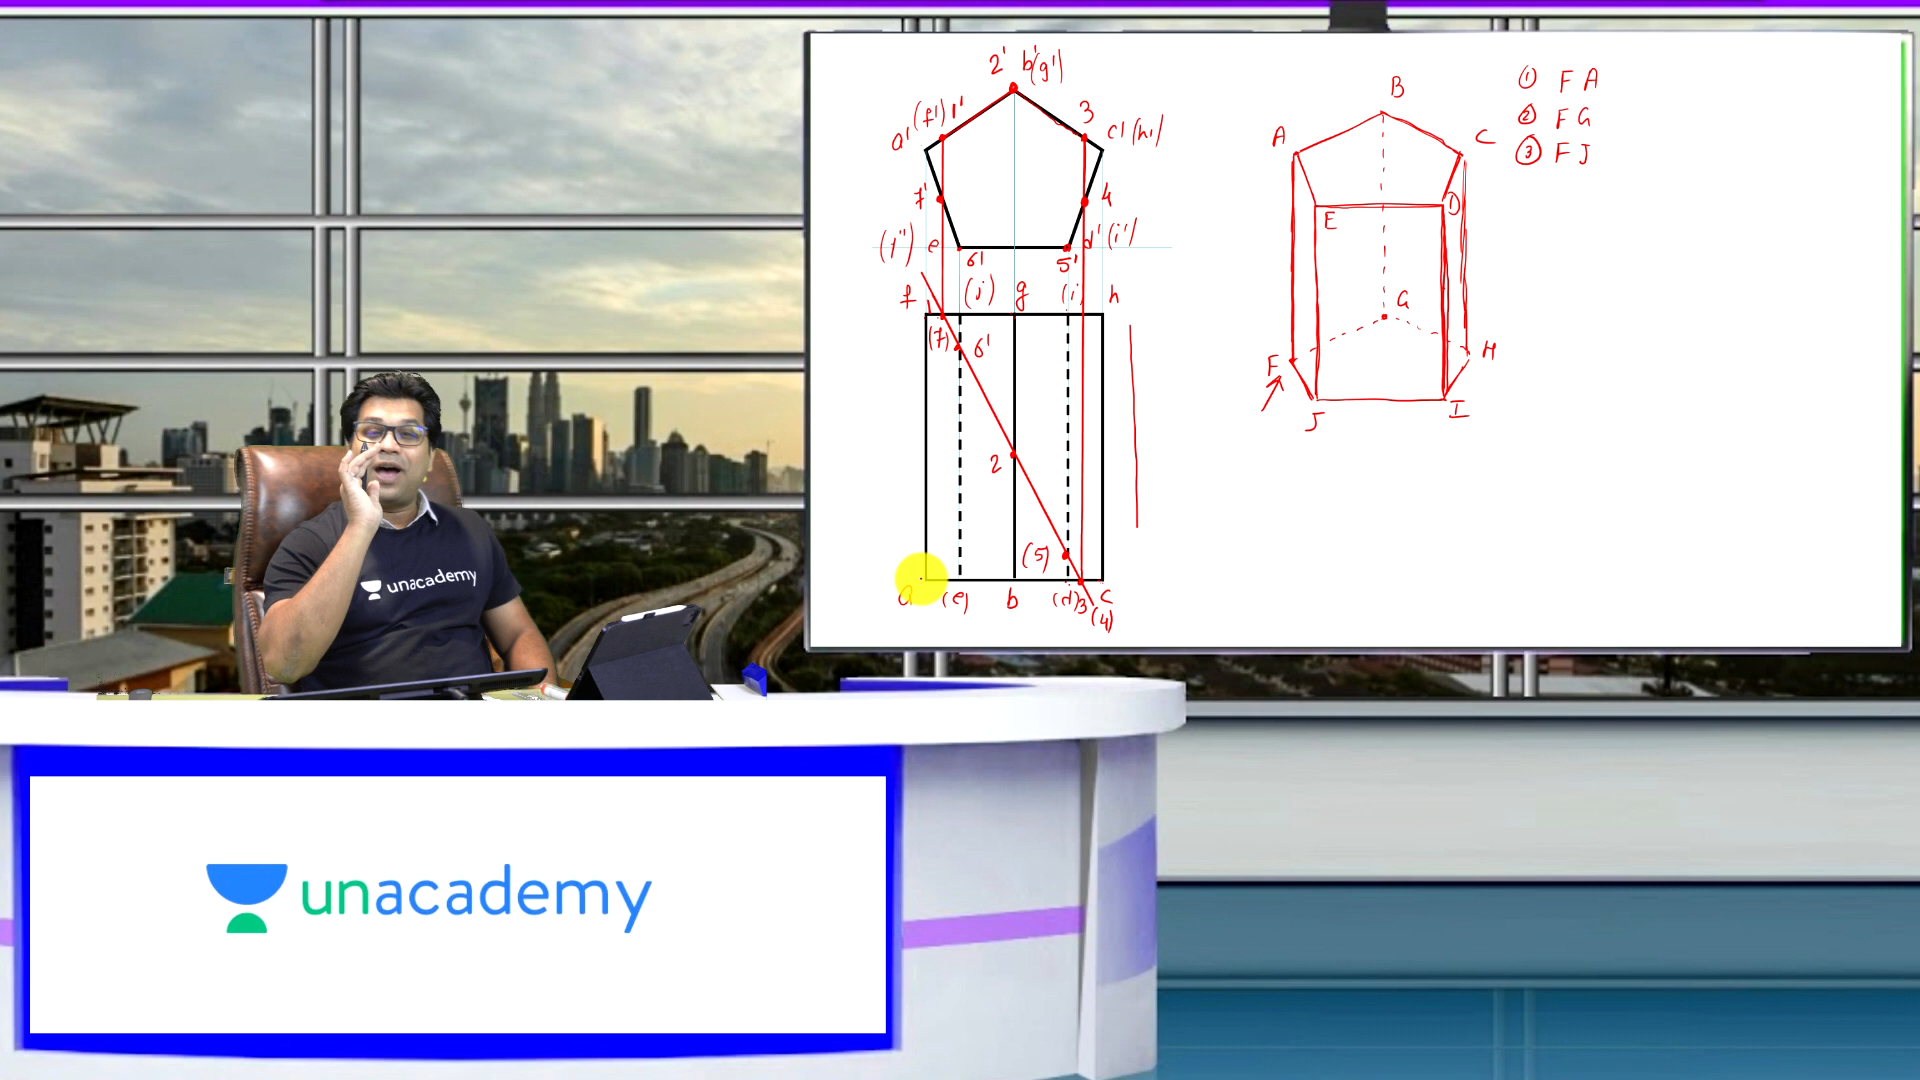 2' b'(g')
(f') 1'
3
a'
c' (h')
7'
4
(j') e
d' (i')
6'
5'
f
(j)
g
(i)
h
1
(7)
6'
2
(5)
a
(e)
b
(d)
3
c
(4)
B
A
C
E
D
G
F
H
J
I
① F A
② F G
③ F J
unacademy
unacademy